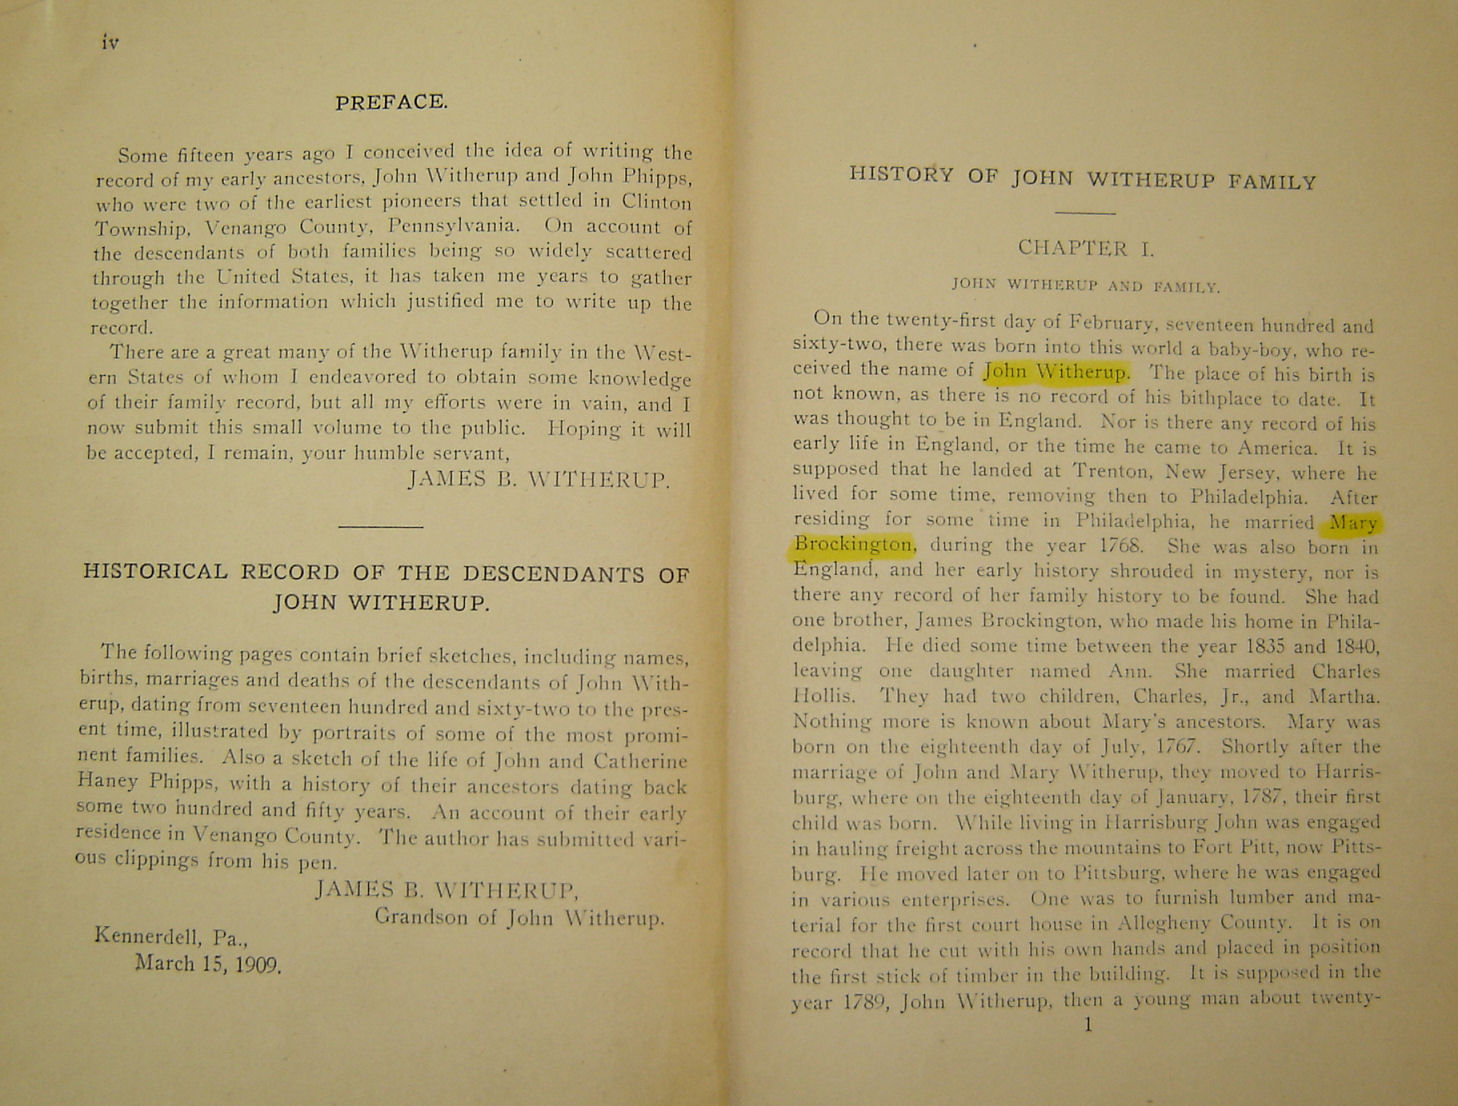 iv
PREFACE.
Some fifteen years ago I conceived the idea of writing the
record of my early ancestors, John Witherup and John Phipps,
who were two of the earliest pioneers that settled in Clinton
Township, Venango County, Pennsylvania. On account of
the descendants of both families being so widely scattered
through the United States, it has taken me years to gather
together the information which justified me to write up the
record.
There are a great many of the Witherup family in the West-
ern States of whom I endeavored to obtain some knowledge
of their family record, but all my efforts were in vain, and I
now submit this small volume to the public. Hoping it will
be accepted, I remain, your humble servant,
JAMES B. WITHERUP.
HISTORICAL RECORD OF THE DESCENDANTS OF
JOHN WITHERUP.
The following pages contain brief sketches, including names,
births, marriages and deaths of the descendants of John With-
erup, dating from seventeen hundred and sixty-two to the pres-
ent time, illustrated by portraits of some of the most promi-
nent families. Also a sketch of the life of John and Catherine
Haney Phipps, with a history of their ancestors dating back
some two hundred and fifty years. An account of their early
residence in Venango County. The author has submitted vari-
ous clippings from his pen.
JAMES B. WITHERUP,
Grandson of John Witherup.
Kennerdell, Pa.,
March 15, 1909.
HISTORY OF JOHN WITHERUP FAMILY
CHAPTER I.
JOHN WITHERUP AND FAMILY.
On the twenty-first day of February, seventeen hundred and
sixty-two, there was born into this world a baby-boy, who re-
ceived the name of John Witherup. The place of his birth is
not known, as there is no record of his bithplace to date. It
was thought to be in England. Nor is there any record of his
early life in England, or the time he came to America. It is
supposed that he landed at Trenton, New Jersey, where he
lived for some time, removing then to Philadelphia. After
residing for some time in Philadelphia, he married Mary
Brockington, during the year 1768. She was also born in
England, and her early history shrouded in mystery, nor is
there any record of her family history to be found. She had
one brother, James Brockington, who made his home in Phila-
delphia. He died some time between the year 1835 and 1840,
leaving one daughter named Ann. She married Charles
Hollis. They had two children, Charles, Jr., and Martha.
Nothing more is known about Mary's ancestors. Mary was
born on the eighteenth day of July, 1767. Shortly after the
marriage of John and Mary Witherup, they moved to Harris-
burg, where on the eighteenth day of January, 1787, their first
child was born. While living in Harrisburg John was engaged
in hauling freight across the mountains to Fort Pitt, now Pitts-
burg. He moved later on to Pittsburg, where he was engaged
in various enterprises. One was to furnish lumber and ma-
terial for the first court house in Allegheny County. It is on
record that he cut with his own hands and placed in position
the first stick of timber in the building. It is supposed in the
year 1789, John Witherup, then a young man about twenty-
1